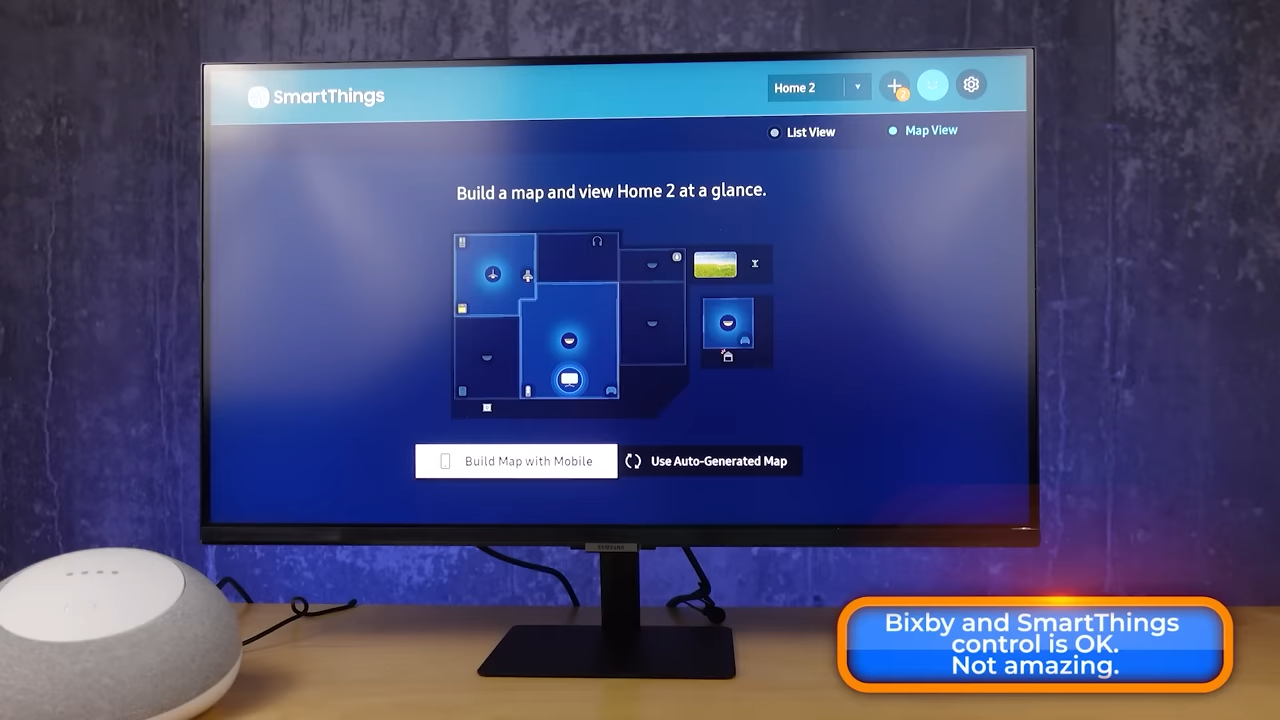 SmartThings
Home 2
2
List View
Map View
Build a map and view Home 2 at a glance.
Build Map with Mobile
Use Auto-Generated Map
SAMSUNG
Bixby and SmartThings
control is OK.
Not amazing.